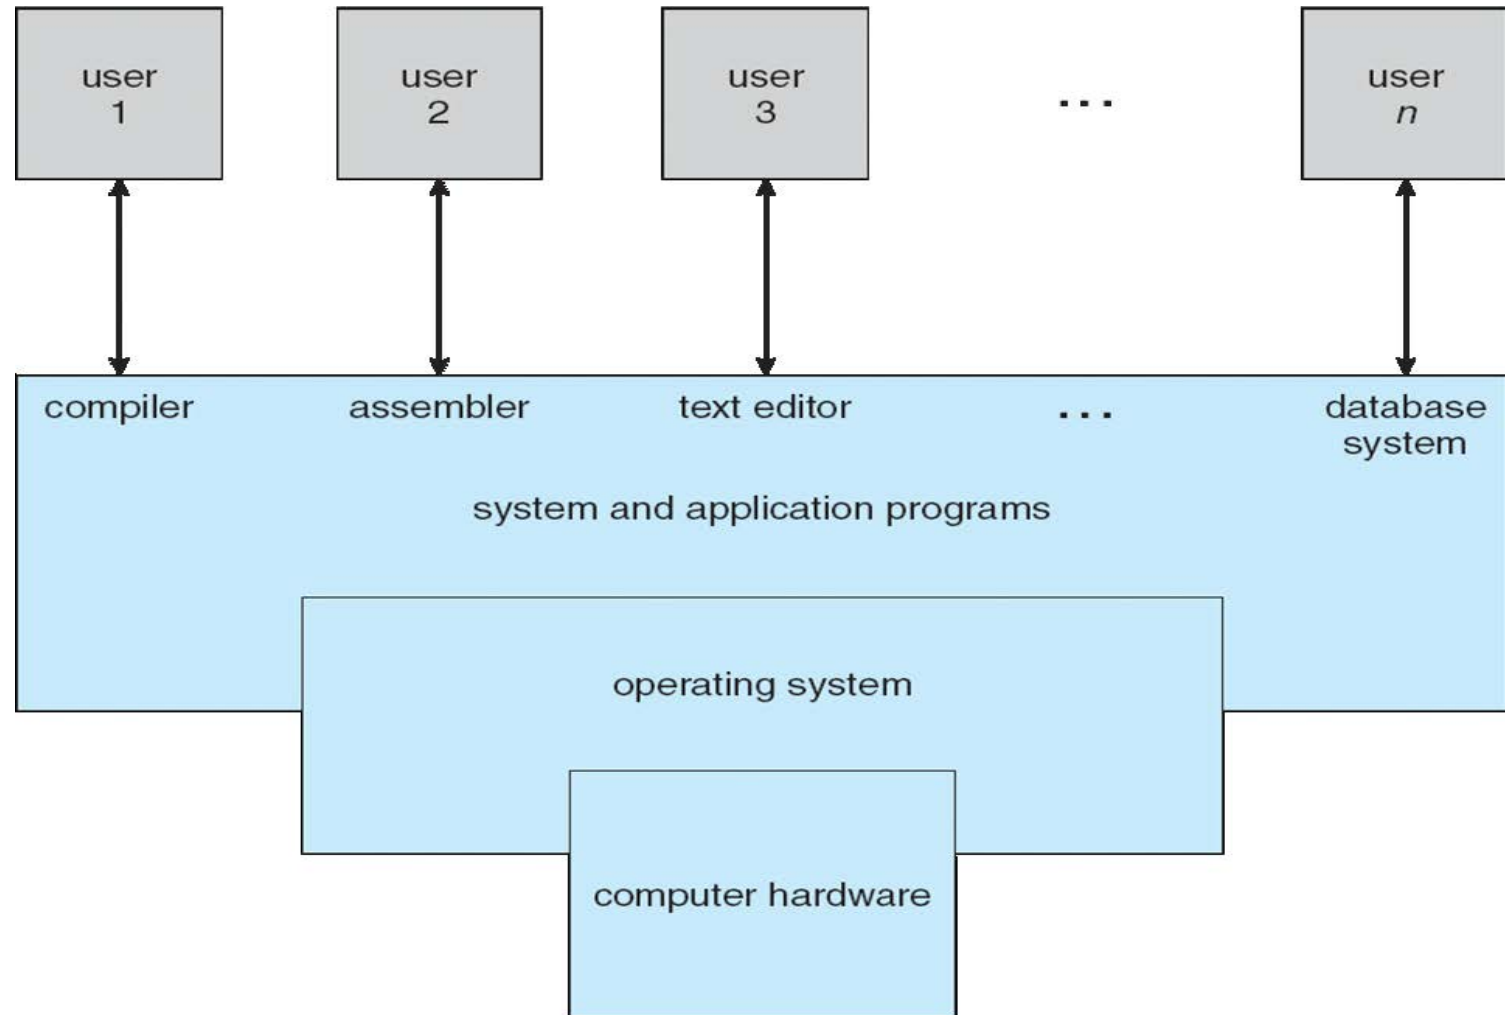 user
1
user
2
user
3
...
user
n
compiler
assembler
text editor
...
database
system
system and application programs
operating system
computer hardware